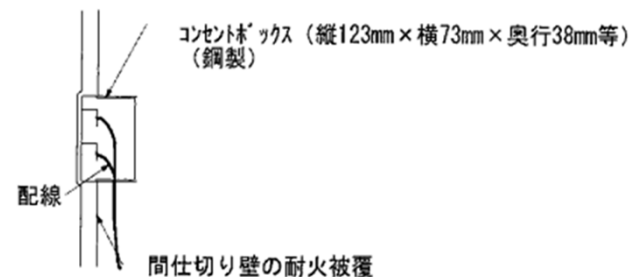 コンセントボックス（縦123mm×横73mm×奥行38mm等）
（鋼製）
配線
間仕切り壁の耐火被覆